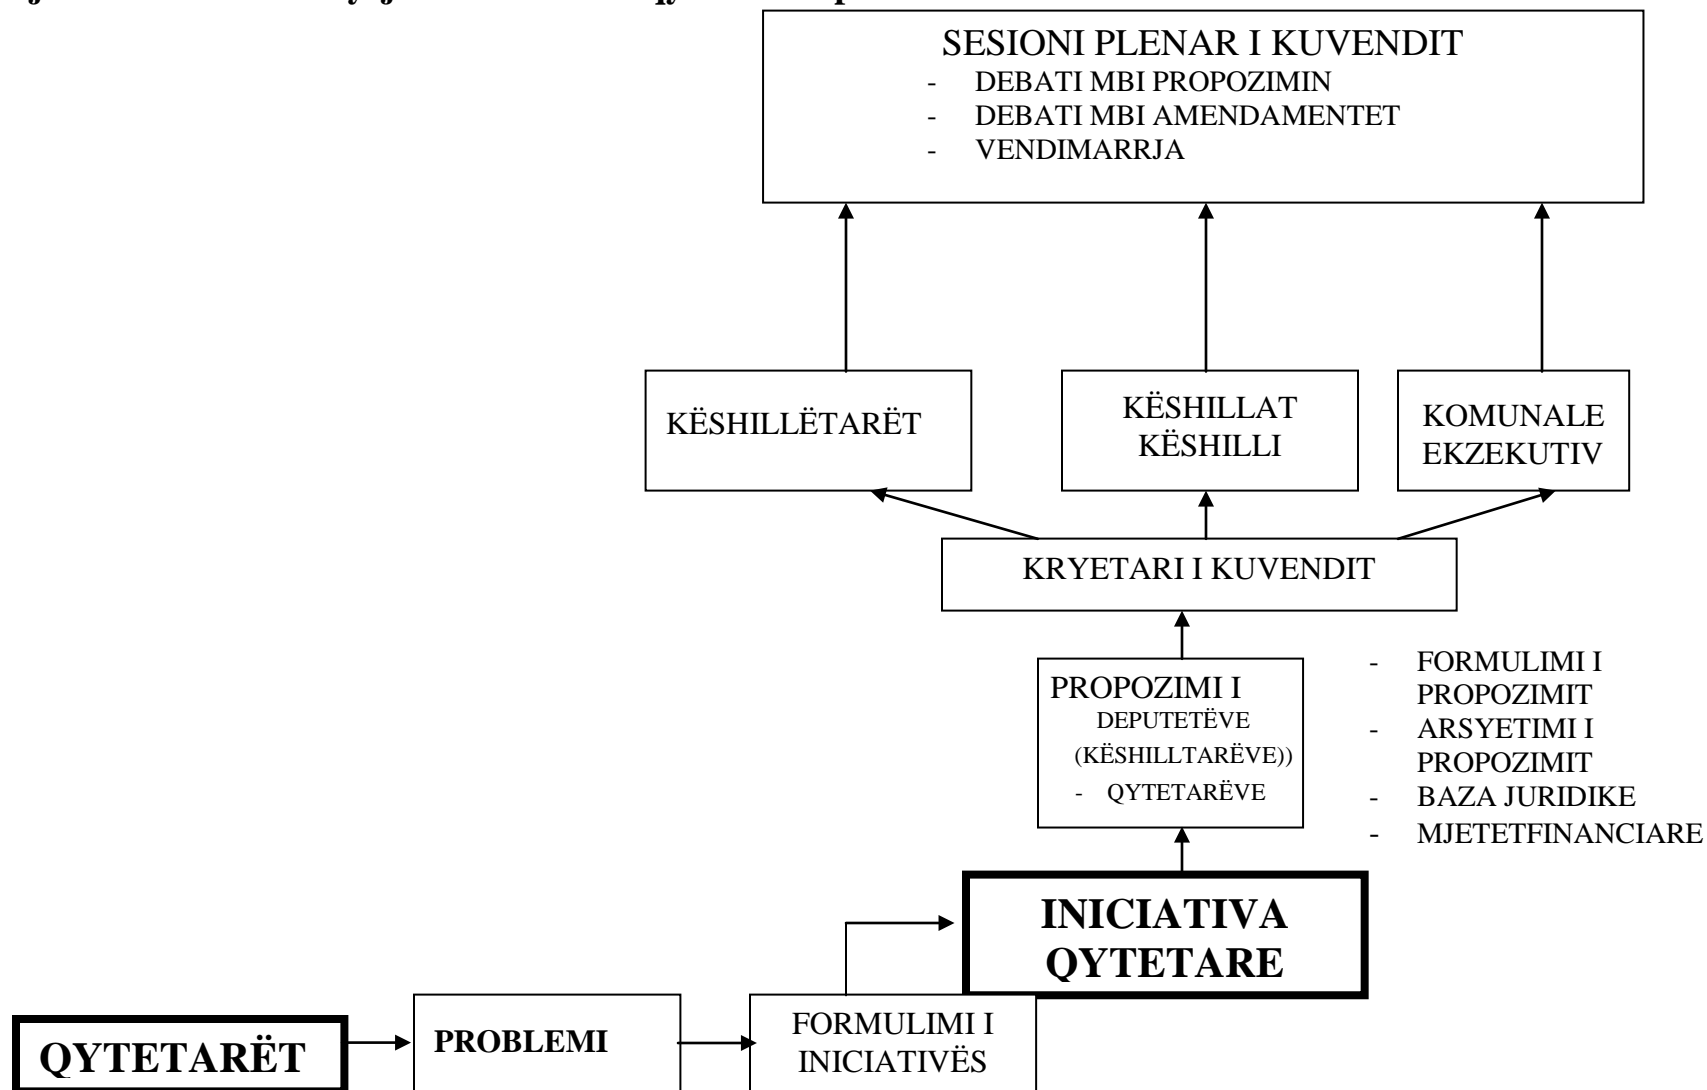 SESIONI PLENAR I KUVENDIT
- DEBATI MBI PROPOZIMIN
- DEBATI MBI AMENDAMENTET
- VENDIMARRJA
KËSHILLËTARËT
KËSHILLAT
KËSHILLI
KOMUNALE
EKZEKUTIV
KRYETARI I KUVENDIT
PROPOZIMI I
DEPUTETËVE
(KËSHILLTARËVE))
- QYTETARËVE
- FORMULIMI I
PROPOZIMIT
- ARSYETIMI I
PROPOZIMIT
- BAZA JURIDIKE
- MJETETFINANCIARE
INICIATIVA
QYTETARE
QYTETARËT
PROBLEMI
FORMULIMI I
INICIATIVËS